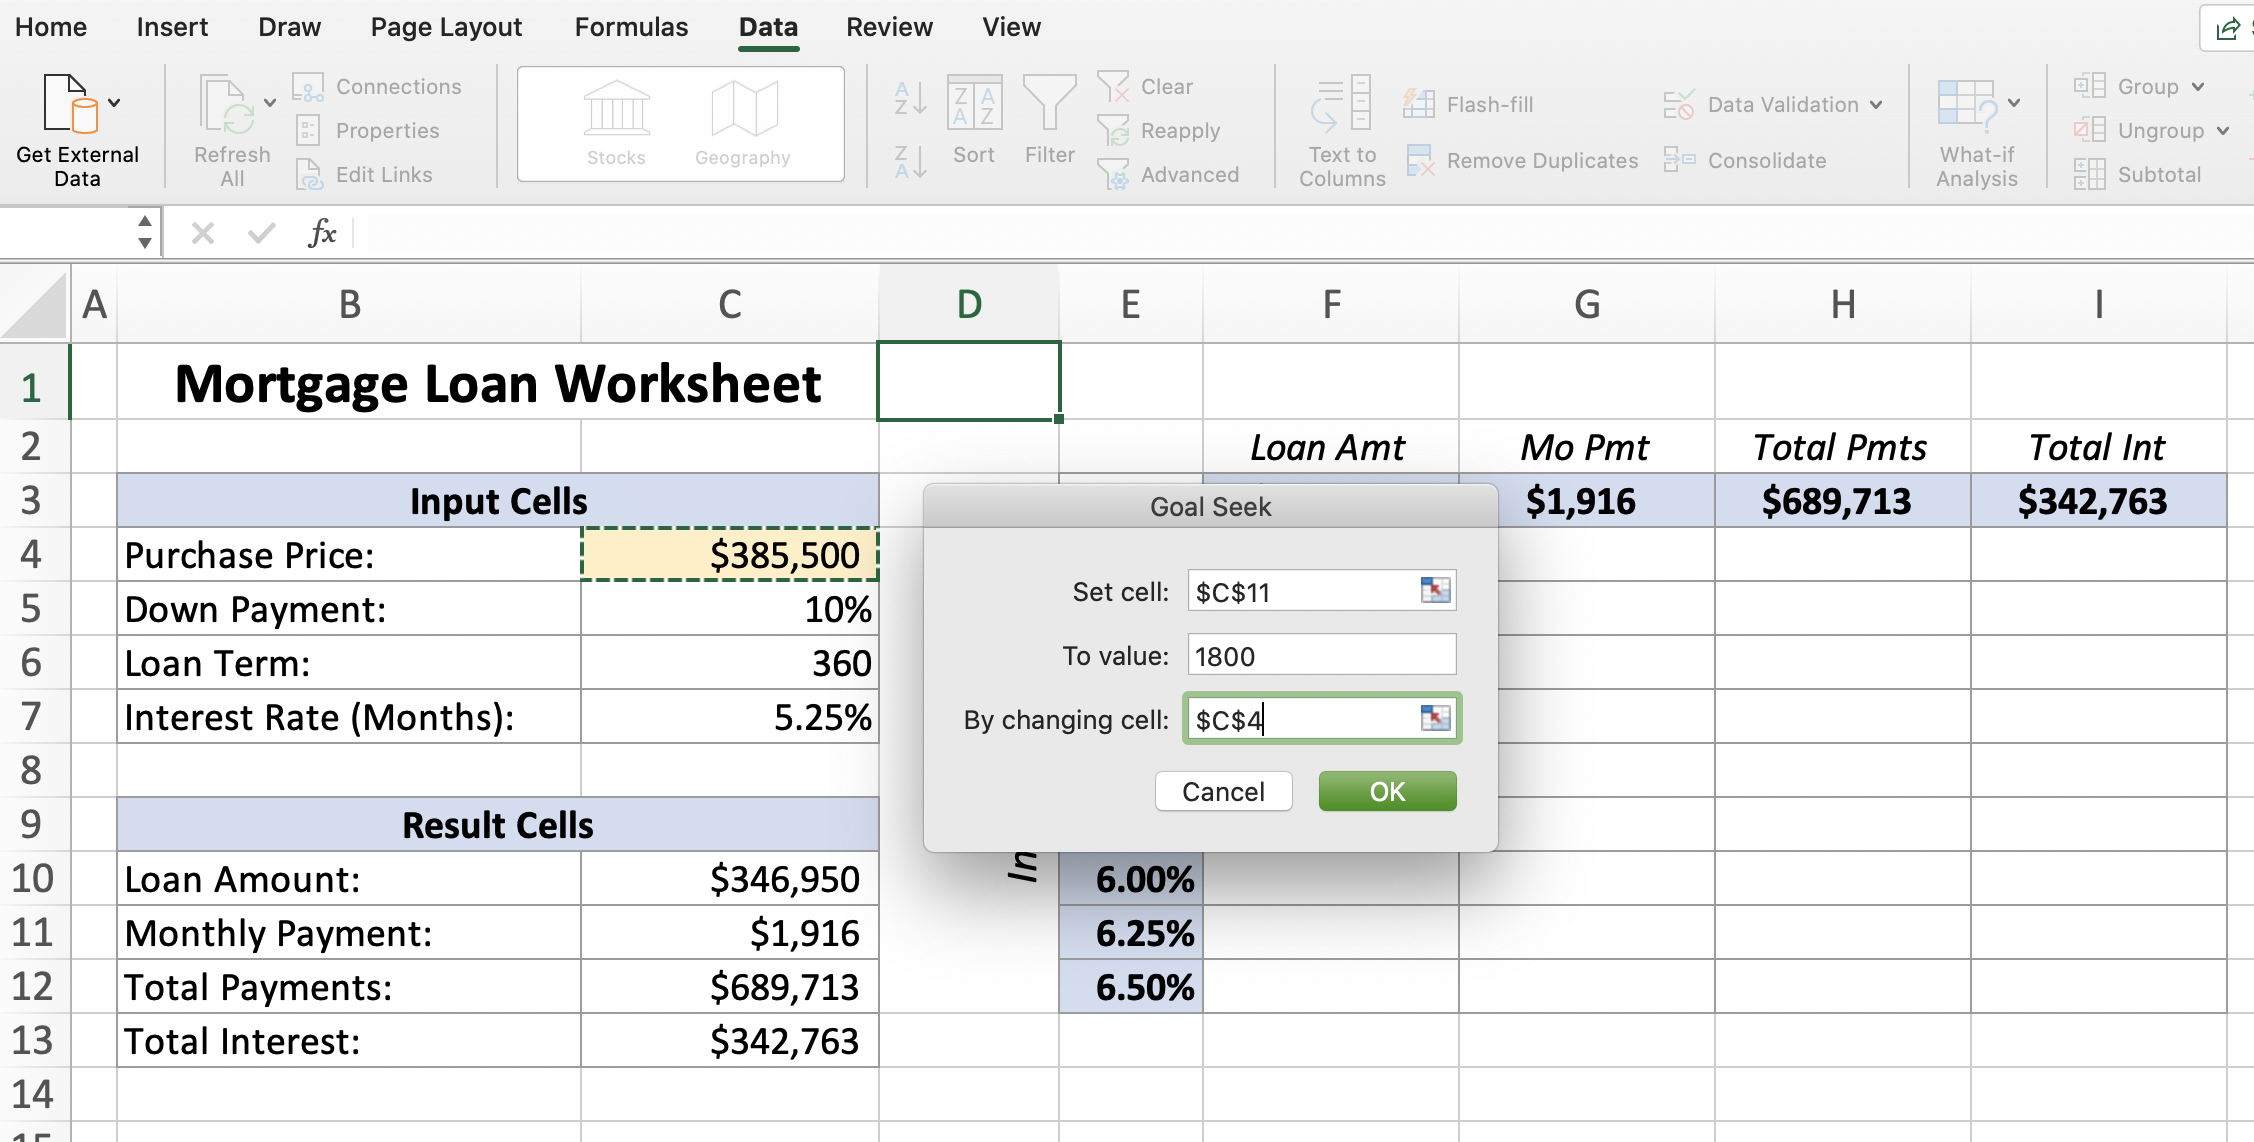 Home Insert Draw Page Layout Formulas Data Review View
Get External Data
Refresh All
Connections
Properties
Edit Links
Stocks Geography
Sort
Filter
Clear
Reapply
Advanced
Text to Columns
Flash-fill
Remove Duplicates
Data Validation
Consolidate
What-if Analysis
Group
Ungroup
Subtotal
fx
A B C D E F G H I
1 Mortgage Loan Worksheet
2 Loan Amt Mo Pmt Total Pmts Total Int
3 Input Cells $1,916 $689,713 $342,763
4 Purchase Price: $385,500
5 Down Payment: 10%
6 Loan Term: 360
7 Interest Rate (Months): 5.25%
8
9 Result Cells
10 Loan Amount: $346,950 6.00%
11 Monthly Payment: $1,916 6.25%
12 Total Payments: $689,713 6.50%
13 Total Interest: $342,763
14
Goal Seek
Set cell: $C$11
To value: 1800
By changing cell: $C$4
Cancel OK